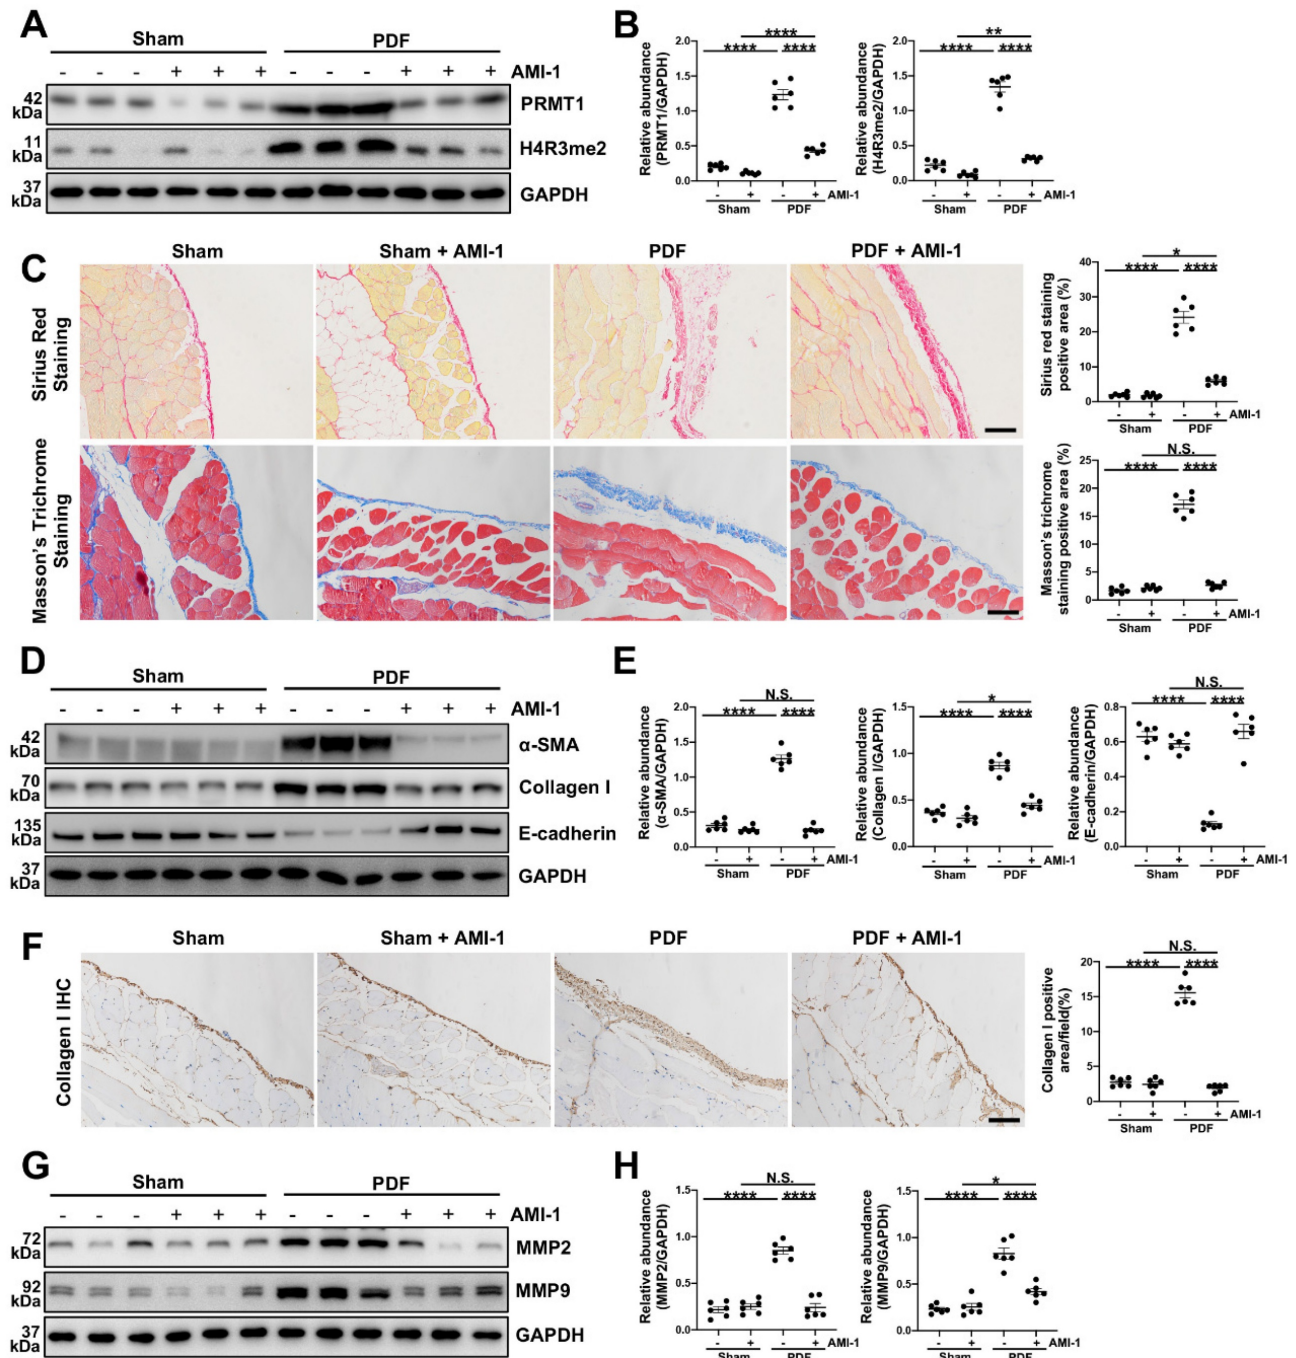 A
Sham
PDF
- - - + + + - - - + + + AMI-1
42
kDa
PRMT1
11
kDa
H4R3me2
37
kDa
GAPDH
B
****
**** ****
Relative abundance
(PRMT1/GAPDH)
2.0
1.5
1.0
0.5
0.0
- + - + AMI-1
Sham PDF
**
**** ****
Relative abundance
(H4R3me2/GAPDH)
2.0
1.5
1.0
0.5
0.0
- + - + AMI-1
Sham PDF
C
Sham
Sham + AMI-1
PDF
PDF + AMI-1
Sirius Red
Staining
Masson's Trichrome
Staining
*
**** ****
Sirius red staining
positive area (%)
40
30
20
10
0
- + - + AMI-1
Sham PDF
N.S.
**** ****
Masson's trichrome
staining positive area (%)
25
20
15
10
5
0
- + - + AMI-1
Sham PDF
D
Sham
PDF
- - - + + + - - - + + + AMI-1
42
kDa
α-SMA
70
kDa
Collagen I
135
kDa
E-cadherin
37
kDa
GAPDH
E
N.S.
**** ****
Relative abundance
(α-SMA/GAPDH)
2.0
1.5
1.0
0.5
0.0
- + - + AMI-1
Sham PDF
*
**** ****
Relative abundance
(Collagen I/GAPDH)
1.5
1.0
0.5
0.0
- + - + AMI-1
Sham PDF
N.S.
**** ****
Relative abundance
(E-cadherin/GAPDH)
0.8
0.6
0.4
0.2
0.0
- + - + AMI-1
Sham PDF
F
Sham
Sham + AMI-1
PDF
PDF + AMI-1
Collagen I IHC
N.S.
**** ****
Collagen I positive
area/field(%)
20
15
10
5
0
- + - + AMI-1
Sham PDF
G
Sham
PDF
- - - + + + - - - + + + AMI-1
72
kDa
MMP2
92
kDa
MMP9
37
kDa
GAPDH
H
N.S.
**** ****
Relative abundance
(MMP2/GAPDH)
1.5
1.0
0.5
0.0
- + - + AMI-1
Sham PDF
*
**** ****
Relative abundance
(MMP9/GAPDH)
1.5
1.0
0.5
0.0
- + - + AMI-1
Sham PDF